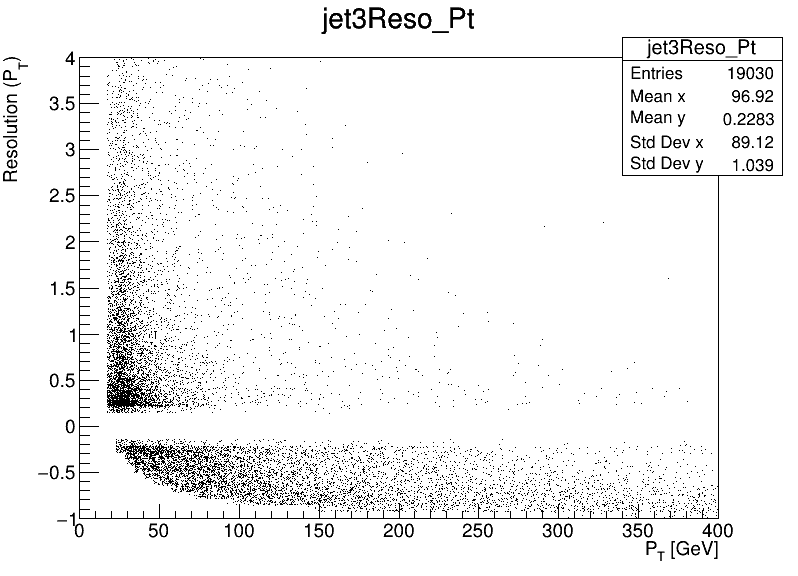 jet3Reso_Pt
jet3Reso_Pt
Entries 19030
Mean x 96.92
Mean y 0.2283
Std Dev x 89.12
Std Dev y 1.039
Resolution (P_T)
4
3.5
3
2.5
2
1.5
1
0.5
0
−0.5
−1
0 50 100 150 200 250 300 350 400
P_T [GeV]